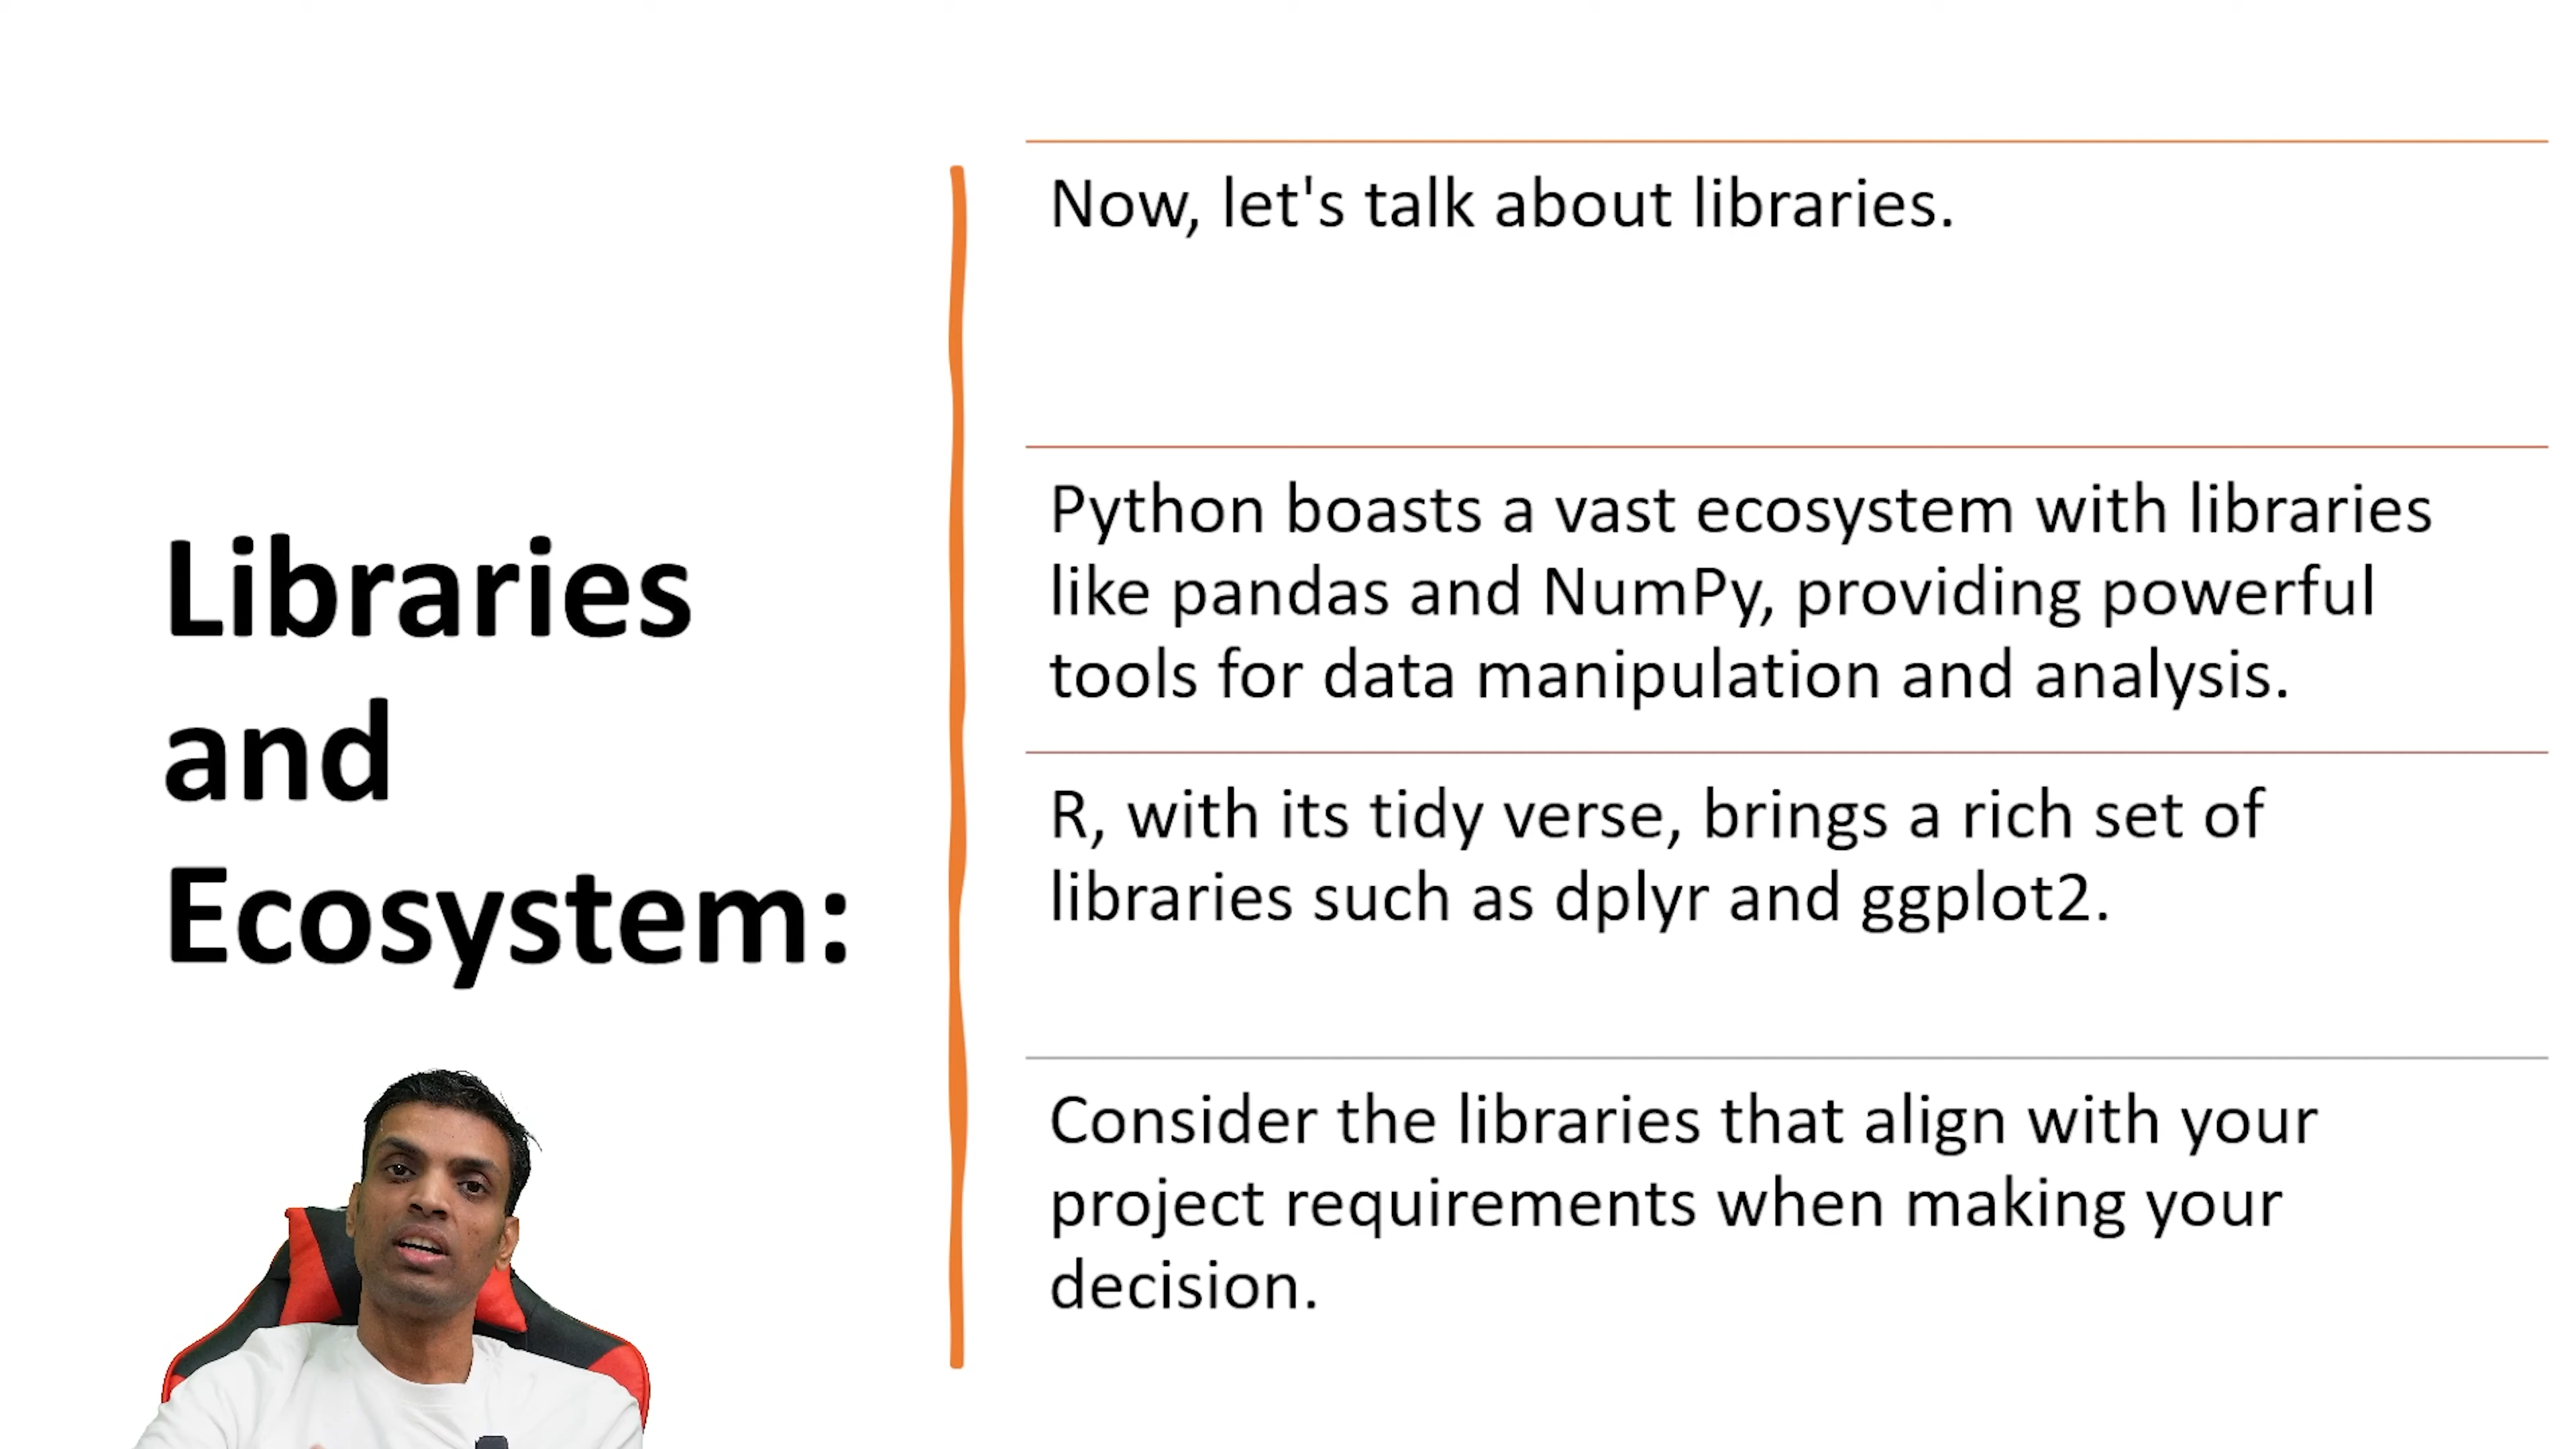 Libraries
and
Ecosystem:
Now, let's talk about libraries.
Python boasts a vast ecosystem with libraries
like pandas and NumPy, providing powerful
tools for data manipulation and analysis.
R, with its tidy verse, brings a rich set of
libraries such as dplyr and ggplot2.
Consider the libraries that align with your
project requirements when making your
decision.